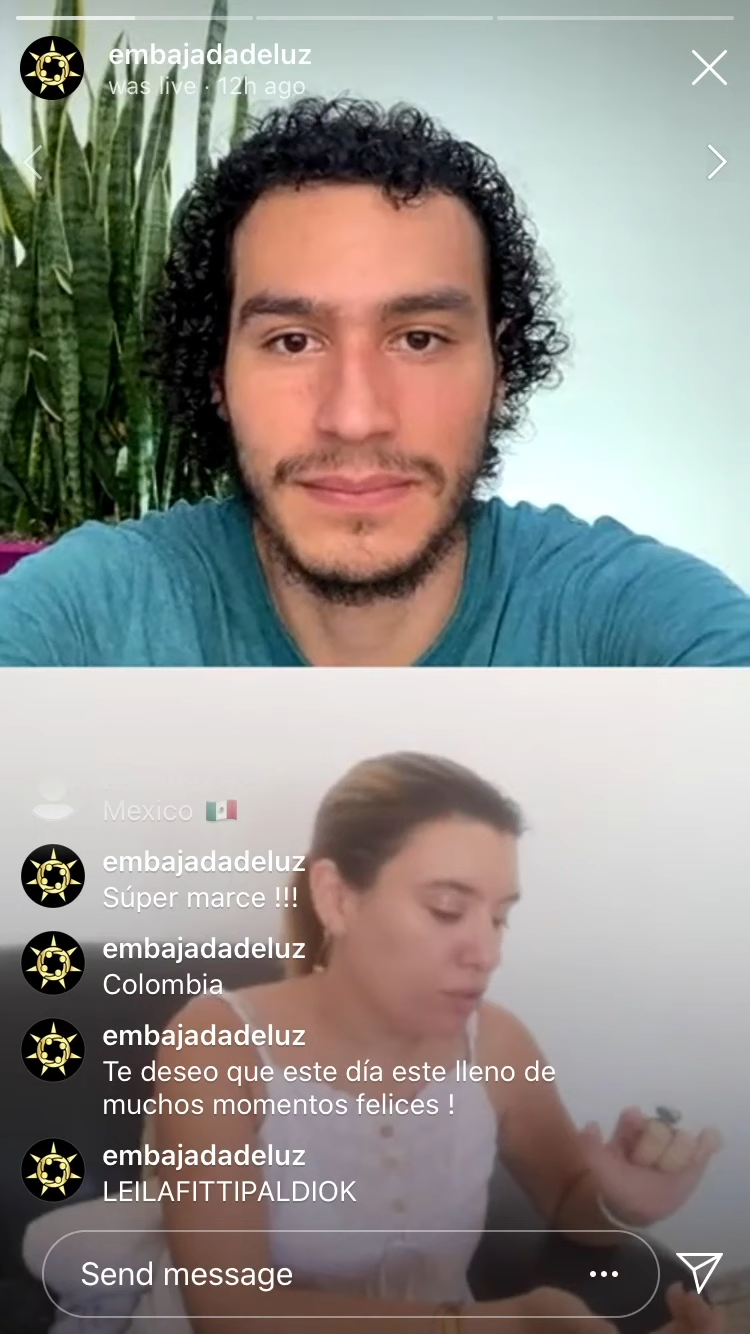 embajadadeluz
was live · 12h ago
Mexico 🇲🇽
embajadadeluz
Súper marce !!!
embajadadeluz
Colombia
embajadadeluz
Te deseo que este día este lleno de
muchos momentos felices !
embajadadeluz
LEILAFITTIPALDIOK
Send message